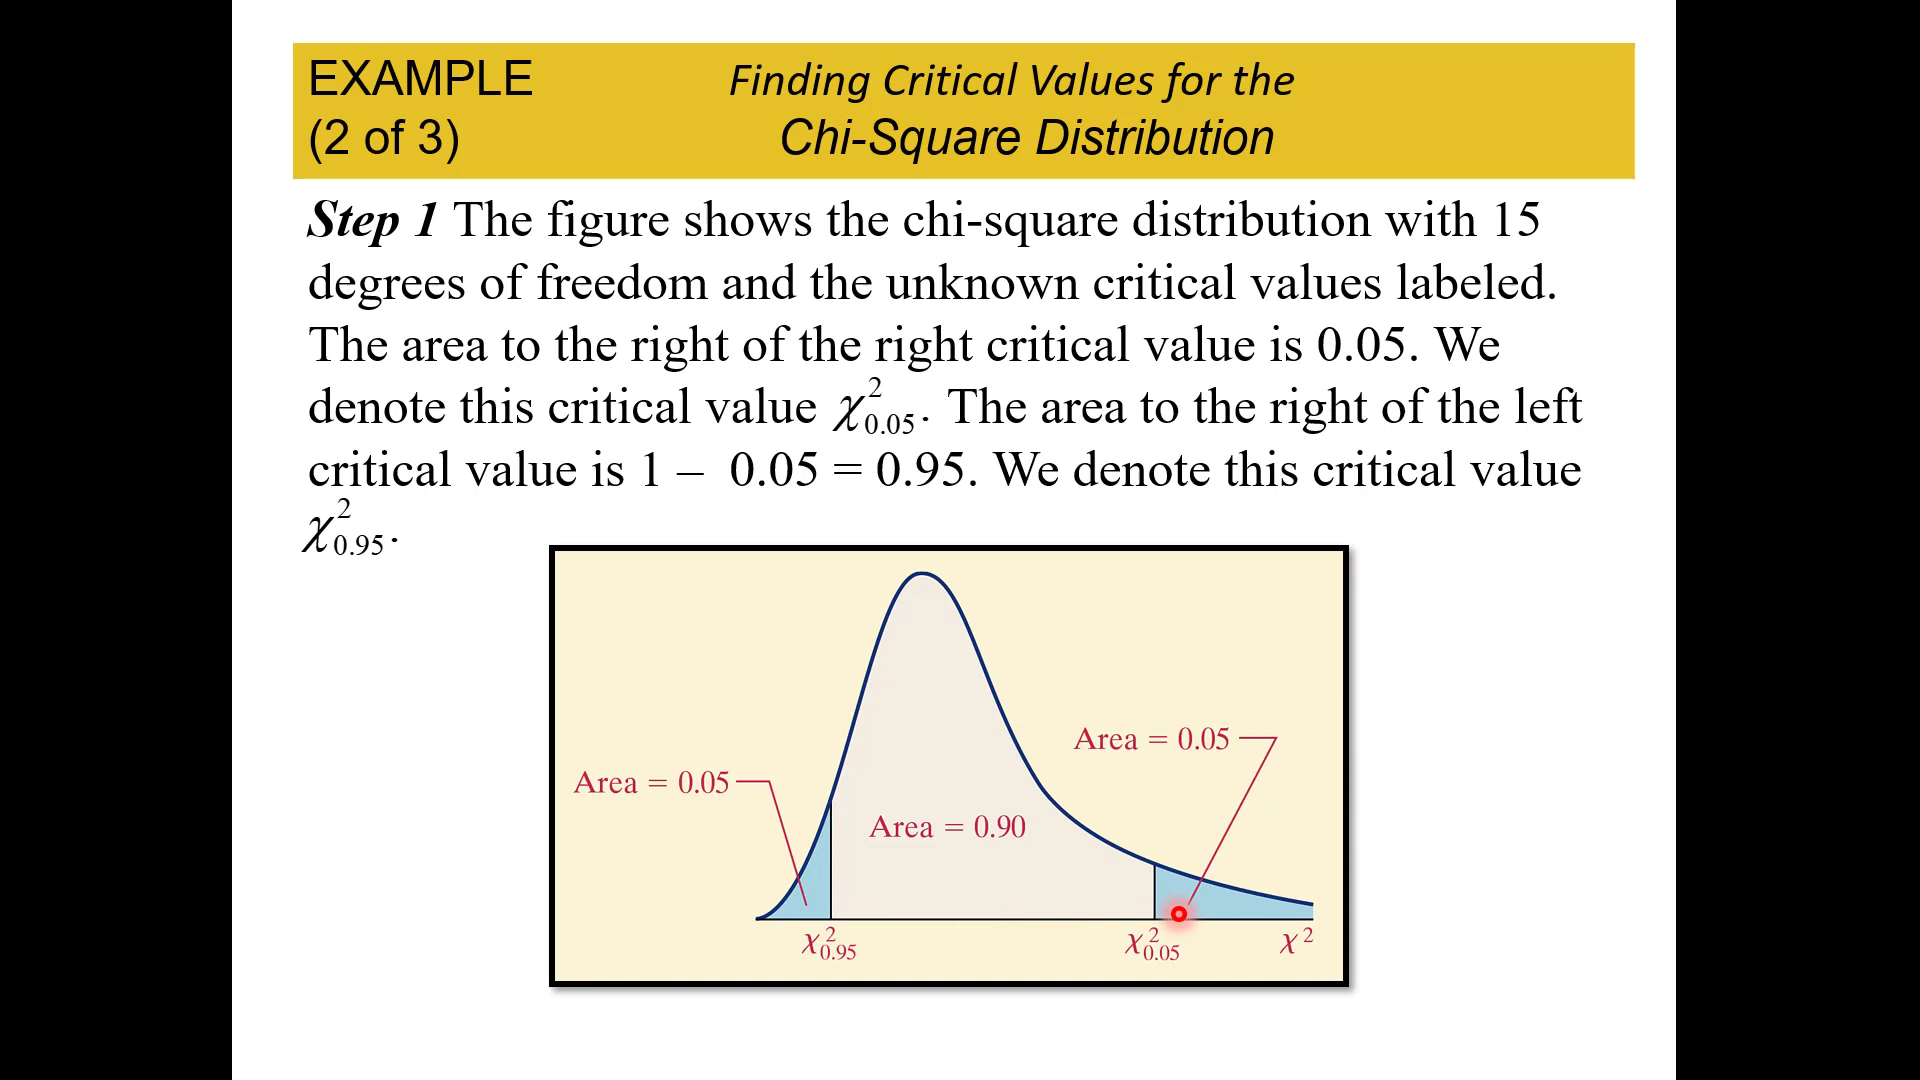 EXAMPLE Finding Critical Values for the
(2 of 3) Chi-Square Distribution
Step 1 The figure shows the chi-square distribution with 15
degrees of freedom and the unknown critical values labeled.
The area to the right of the right critical value is 0.05. We
denote this critical value χ²₀.₀₅. The area to the right of the left
critical value is 1 – 0.05 = 0.95. We denote this critical value
χ²₀.₉₅.
Area = 0.05
Area = 0.05
Area = 0.90
χ²₀.₉₅ χ²₀.₀₅ χ²